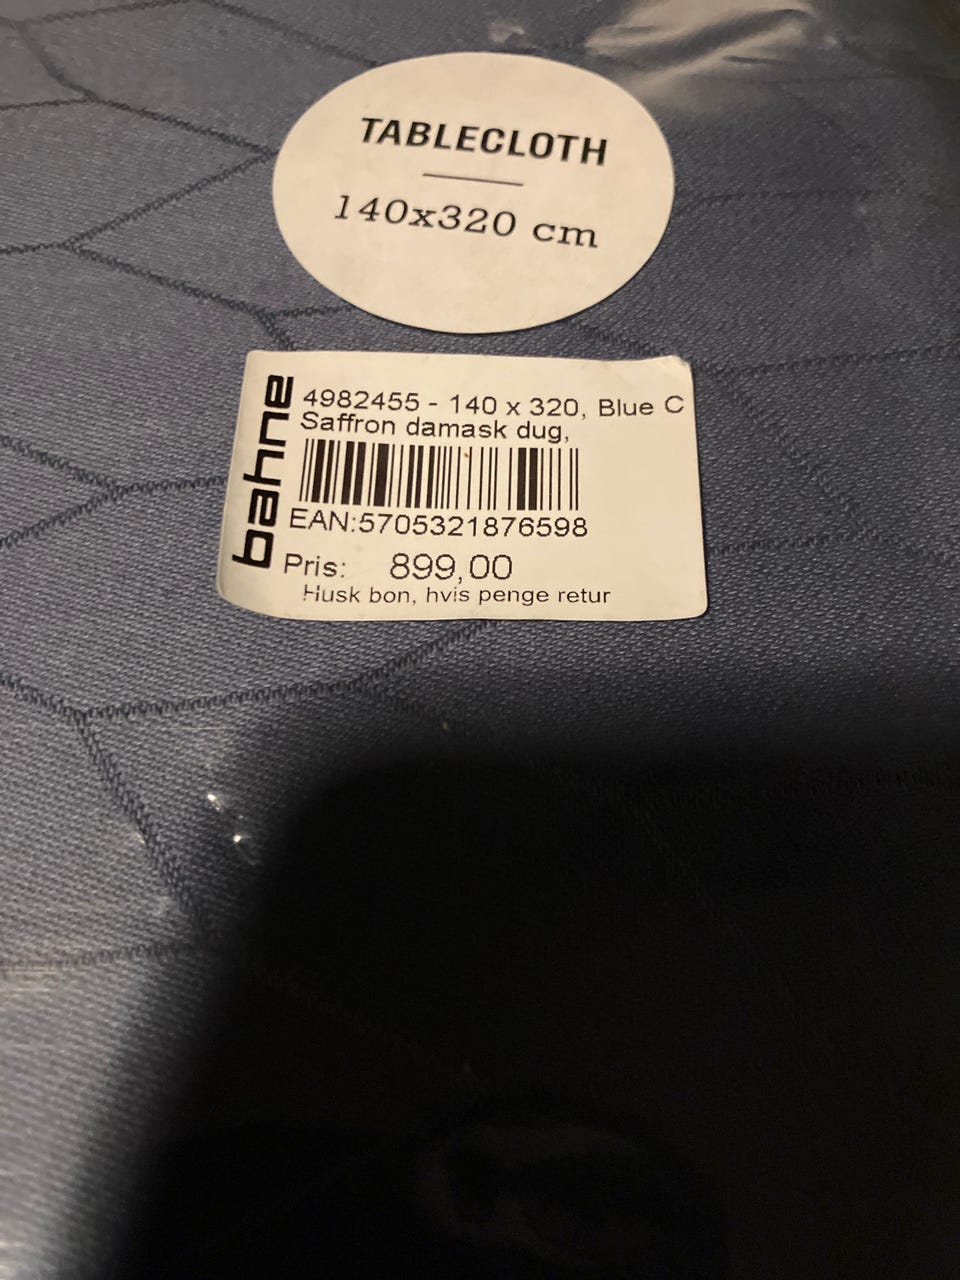 TABLECLOTH
140x320 cm
bahne
4982455 - 140 x 320, Blue C
Saffron damask dug,
EAN:5705321876598
Pris: 899,00
Husk bon, hvis penge retur